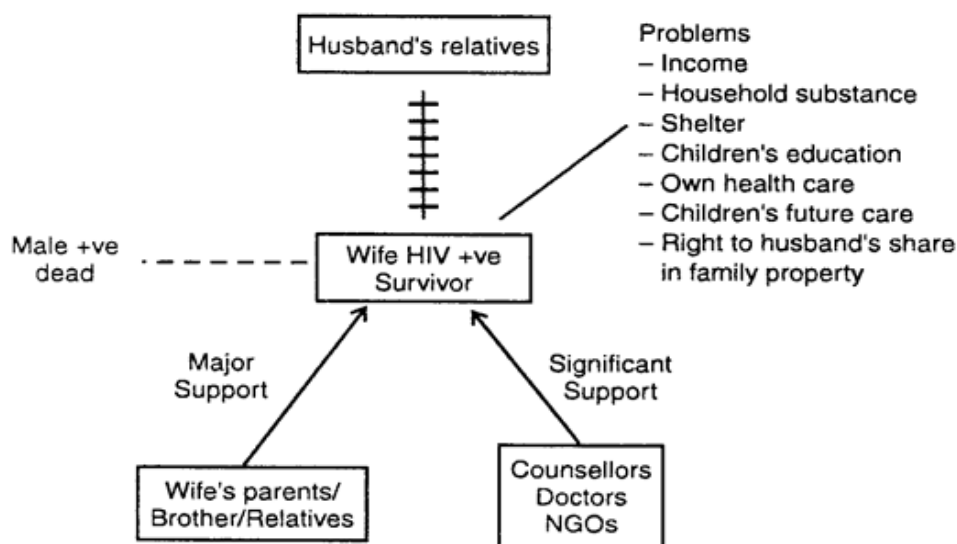 Husband's relatives
Problems
– Income
– Household substance
– Shelter
– Children's education
– Own health care
– Children's future care
– Right to husband's share
in family property
Male +ve
dead
Wife HIV +ve
Survivor
Major
Support
Significant
Support
Wife's parents/
Brother/Relatives
Counsellors
Doctors
NGOs